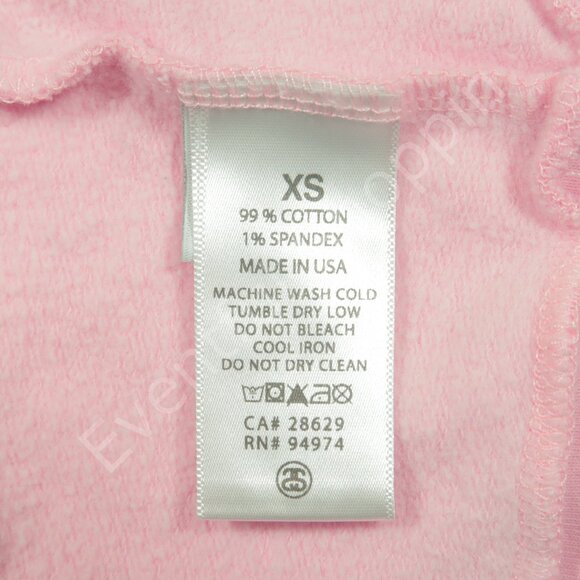 XS
99 % COTTON
1% SPANDEX
MADE IN USA
MACHINE WASH COLD
TUMBLE DRY LOW
DO NOT BLEACH
COOL IRON
DO NOT DRY CLEAN
CA# 28629
RN# 94974